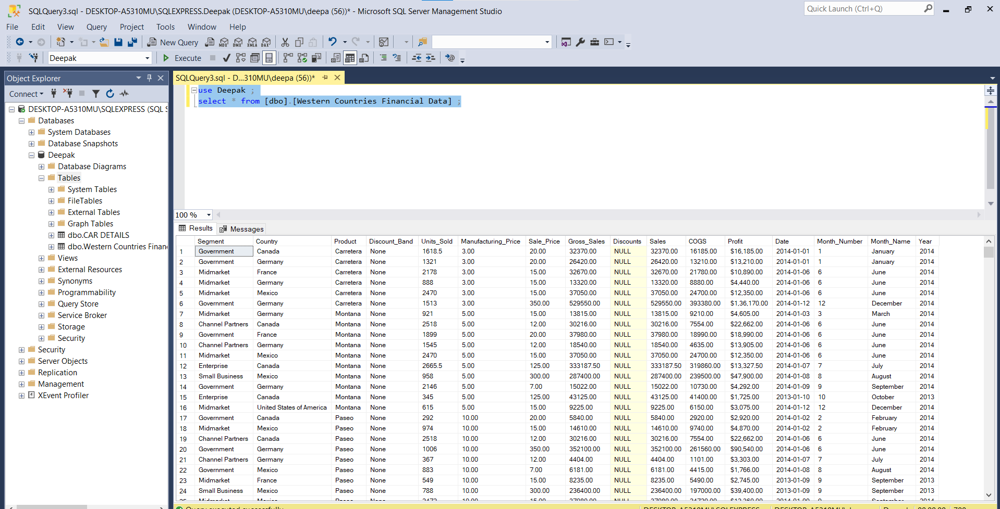 SQLQuery3.sql - DESKTOP-A5310MU\SQLEXPRESS.Deepak (DESKTOP-A5310MU\deepa (56))* - Microsoft SQL Server Management Studio
Quick Launch (Ctrl+Q)
File Edit View Query Project Tools Window Help
New Query MDX DMX XMLA DAX
Deepak Execute
Object Explorer
SQLQuery3.sql - D...310MU\deepa (56))*
Connect
use Deepak ;
select * from [dbo].[Western Countries Financial Data] ;
DESKTOP-A5310MU\SQLEXPRESS (SQL S
Databases
System Databases
Database Snapshots
Deepak
Database Diagrams
Tables
System Tables
FileTables
External Tables
Graph Tables
dbo.CAR DETAILS
dbo.Western Countries Finan
Views
External Resources
Synonyms
Programmability
Query Store
Service Broker
Storage
Security
Security
Server Objects
Replication
Management
XEvent Profiler
100 %
Results Messages
Segment Country Product Discount_Band Units_Sold Manufacturing_Price Sale_Price Gross_Sales Discounts Sales COGS Profit Date Month_Number Month_Name Year
1 Government Canada Carretera None 1618.5 3.00 20.00 32370.00 NULL 32370.00 16185.00 $16,185.00 2014-01-01 1 January 2014
2 Government Germany Carretera None 1321 3.00 20.00 26420.00 NULL 26420.00 13210.00 $13,210.00 2014-01-01 1 January 2014
3 Midmarket France Carretera None 2178 3.00 15.00 32670.00 NULL 32670.00 21780.00 $10,890.00 2014-01-06 6 June 2014
4 Midmarket Germany Carretera None 888 3.00 15.00 13320.00 NULL 13320.00 8880.00 $4,440.00 2014-01-06 6 June 2014
5 Midmarket Mexico Carretera None 2470 3.00 15.00 37050.00 NULL 37050.00 24700.00 $12,350.00 2014-01-06 6 June 2014
6 Government Germany Carretera None 1513 3.00 350.00 529550.00 NULL 529550.00 393380.00 $1,36,170.00 2014-01-12 12 December 2014
7 Midmarket Germany Montana None 921 5.00 15.00 13815.00 NULL 13815.00 9210.00 $4,605.00 2014-01-03 3 March 2014
8 Channel Partners Canada Montana None 2518 5.00 12.00 30216.00 NULL 30216.00 7554.00 $22,662.00 2014-01-06 6 June 2014
9 Government France Montana None 1899 5.00 20.00 37980.00 NULL 37980.00 18990.00 $18,990.00 2014-01-06 6 June 2014
10 Channel Partners Germany Montana None 1545 5.00 12.00 18540.00 NULL 18540.00 4635.00 $13,905.00 2014-01-06 6 June 2014
11 Midmarket Mexico Montana None 2470 5.00 15.00 37050.00 NULL 37050.00 24700.00 $12,350.00 2014-01-06 6 June 2014
12 Enterprise Canada Montana None 2665.5 5.00 125.00 333187.50 NULL 333187.50 319860.00 $13,327.50 2014-01-07 7 July 2014
13 Small Business Mexico Montana None 958 5.00 300.00 287400.00 NULL 287400.00 239500.00 $47,900.00 2014-01-08 8 August 2014
14 Government Germany Montana None 2146 5.00 7.00 15022.00 NULL 15022.00 10730.00 $4,292.00 2014-01-09 9 September 2014
15 Enterprise Canada Montana None 345 5.00 125.00 43125.00 NULL 43125.00 41400.00 $1,725.00 2013-01-10 10 October 2013
16 Midmarket United States of America Montana None 615 5.00 15.00 9225.00 NULL 9225.00 6150.00 $3,075.00 2014-01-12 12 December 2014
17 Government Canada Paseo None 292 10.00 20.00 5840.00 NULL 5840.00 2920.00 $2,920.00 2014-01-02 2 February 2014
18 Midmarket Mexico Paseo None 974 10.00 15.00 14610.00 NULL 14610.00 9740.00 $4,870.00 2014-01-02 2 February 2014
19 Channel Partners Canada Paseo None 2518 10.00 12.00 30216.00 NULL 30216.00 7554.00 $22,662.00 2014-01-06 6 June 2014
20 Government Germany Paseo None 1006 10.00 350.00 352100.00 NULL 352100.00 261560.00 $90,540.00 2014-01-06 6 June 2014
21 Channel Partners Germany Paseo None 367 10.00 12.00 4404.00 NULL 4404.00 1101.00 $3,303.00 2014-01-07 7 July 2014
22 Government Mexico Paseo None 883 10.00 7.00 6181.00 NULL 6181.00 4415.00 $1,766.00 2014-01-08 8 August 2014
23 Midmarket France Paseo None 549 10.00 15.00 8235.00 NULL 8235.00 5490.00 $2,745.00 2013-01-09 9 September 2013
24 Small Business Mexico Paseo None 788 10.00 300.00 236400.00 NULL 236400.00 197000.00 $39,400.00 2013-01-09 9 September 2013
Query executed successfully